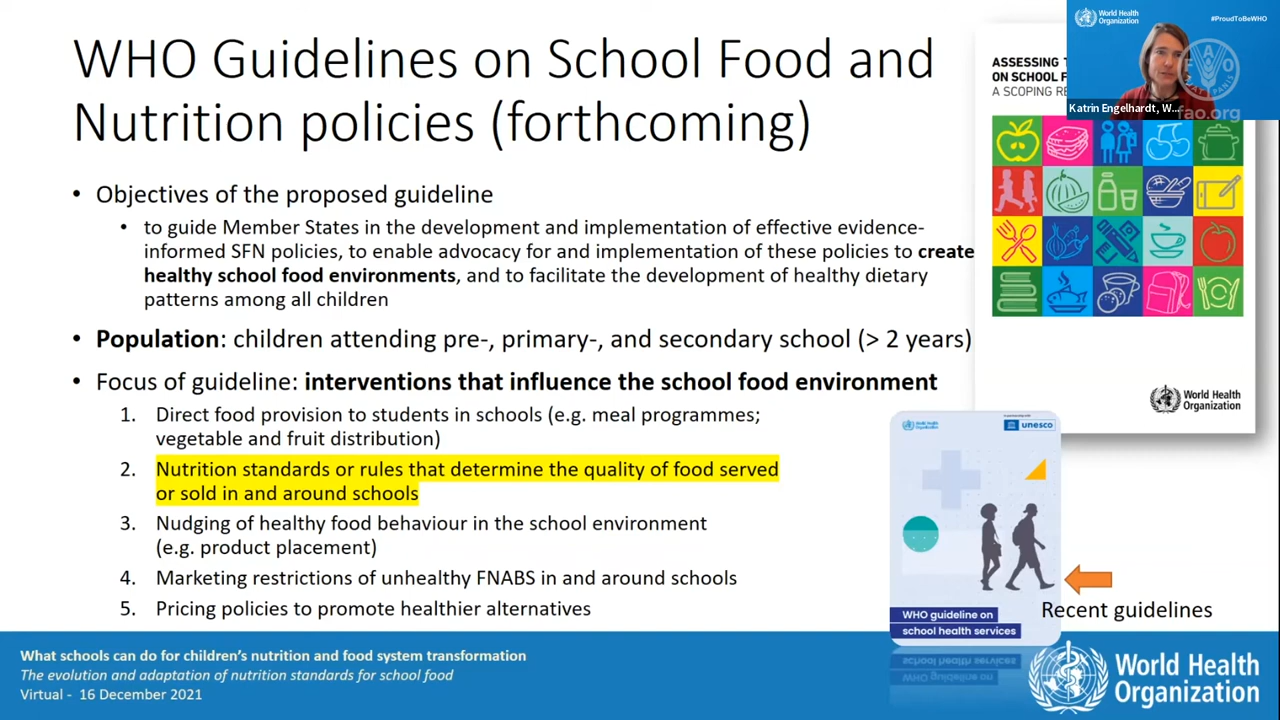 WHO Guidelines on School Food and
Nutrition policies (forthcoming)
• Objectives of the proposed guideline
• to guide Member States in the development and implementation of effective evidence-
informed SFN policies, to enable advocacy for and implementation of these policies to create
healthy school food environments, and to facilitate the development of healthy dietary
patterns among all children
• Population: children attending pre-, primary-, and secondary school (> 2 years)
• Focus of guideline: interventions that influence the school food environment
1. Direct food provision to students in schools (e.g. meal programmes;
vegetable and fruit distribution)
2. Nutrition standards or rules that determine the quality of food served
or sold in and around schools
3. Nudging of healthy food behaviour in the school environment
(e.g. product placement)
4. Marketing restrictions of unhealthy FNABS in and around schools
5. Pricing policies to promote healthier alternatives
World Health
Organization
#ProudToBeWHO
Katrin Engelhardt, W...
FAO
fao.org
ASSESSING
ON SCHOOL
A SCOPING
World Health
Organization
World Health
Organization
unesco
WHO guideline on
school health services
Recent guidelines
What schools can do for children's nutrition and food system transformation
The evolution and adaptation of nutrition standards for school food
Virtual - 16 December 2021
World Health
Organization